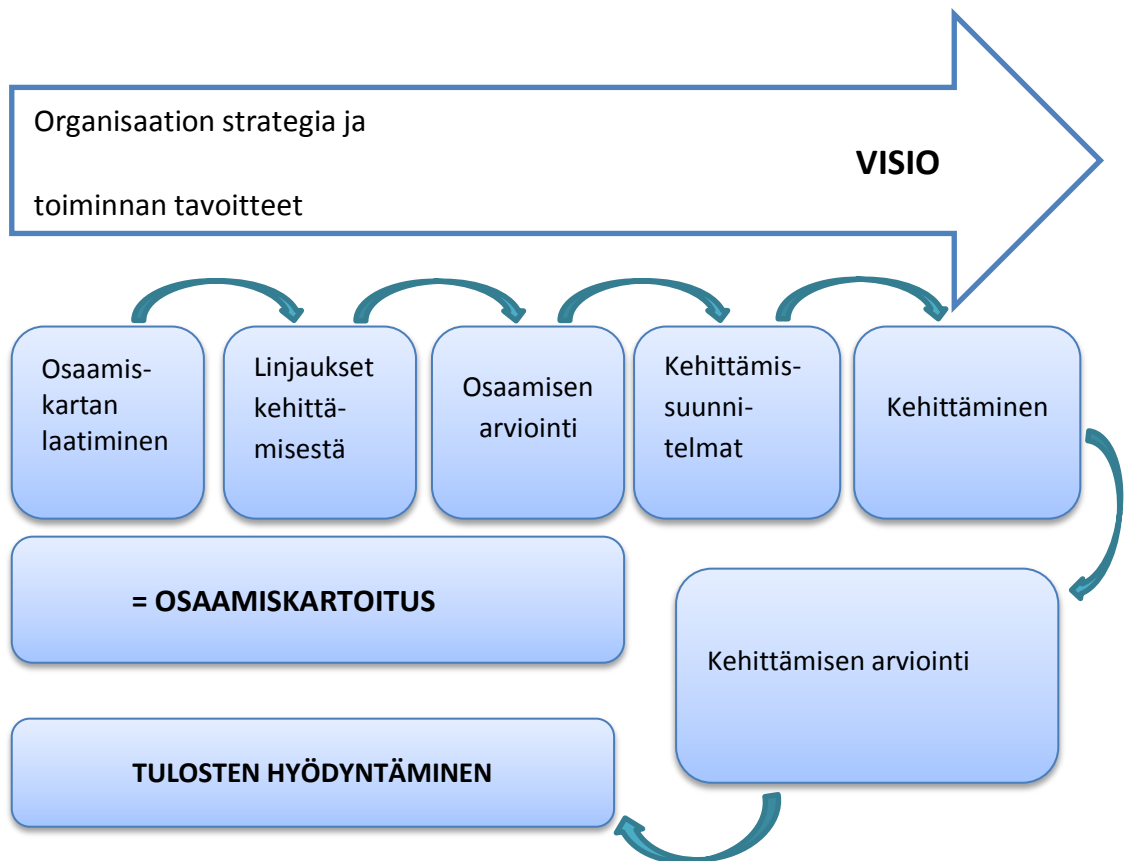 Organisaation strategia ja
toiminnan tavoitteet
VISIO
Osaamis-
kartan
laatiminen
Linjaukset
kehittä-
misestä
Osaamisen
arviointi
Kehittämis-
suunni-
telmat
Kehittäminen
= OSAAMISKARTOITUS
Kehittämisen arviointi
TULOSTEN HYÖDYNTÄMINEN